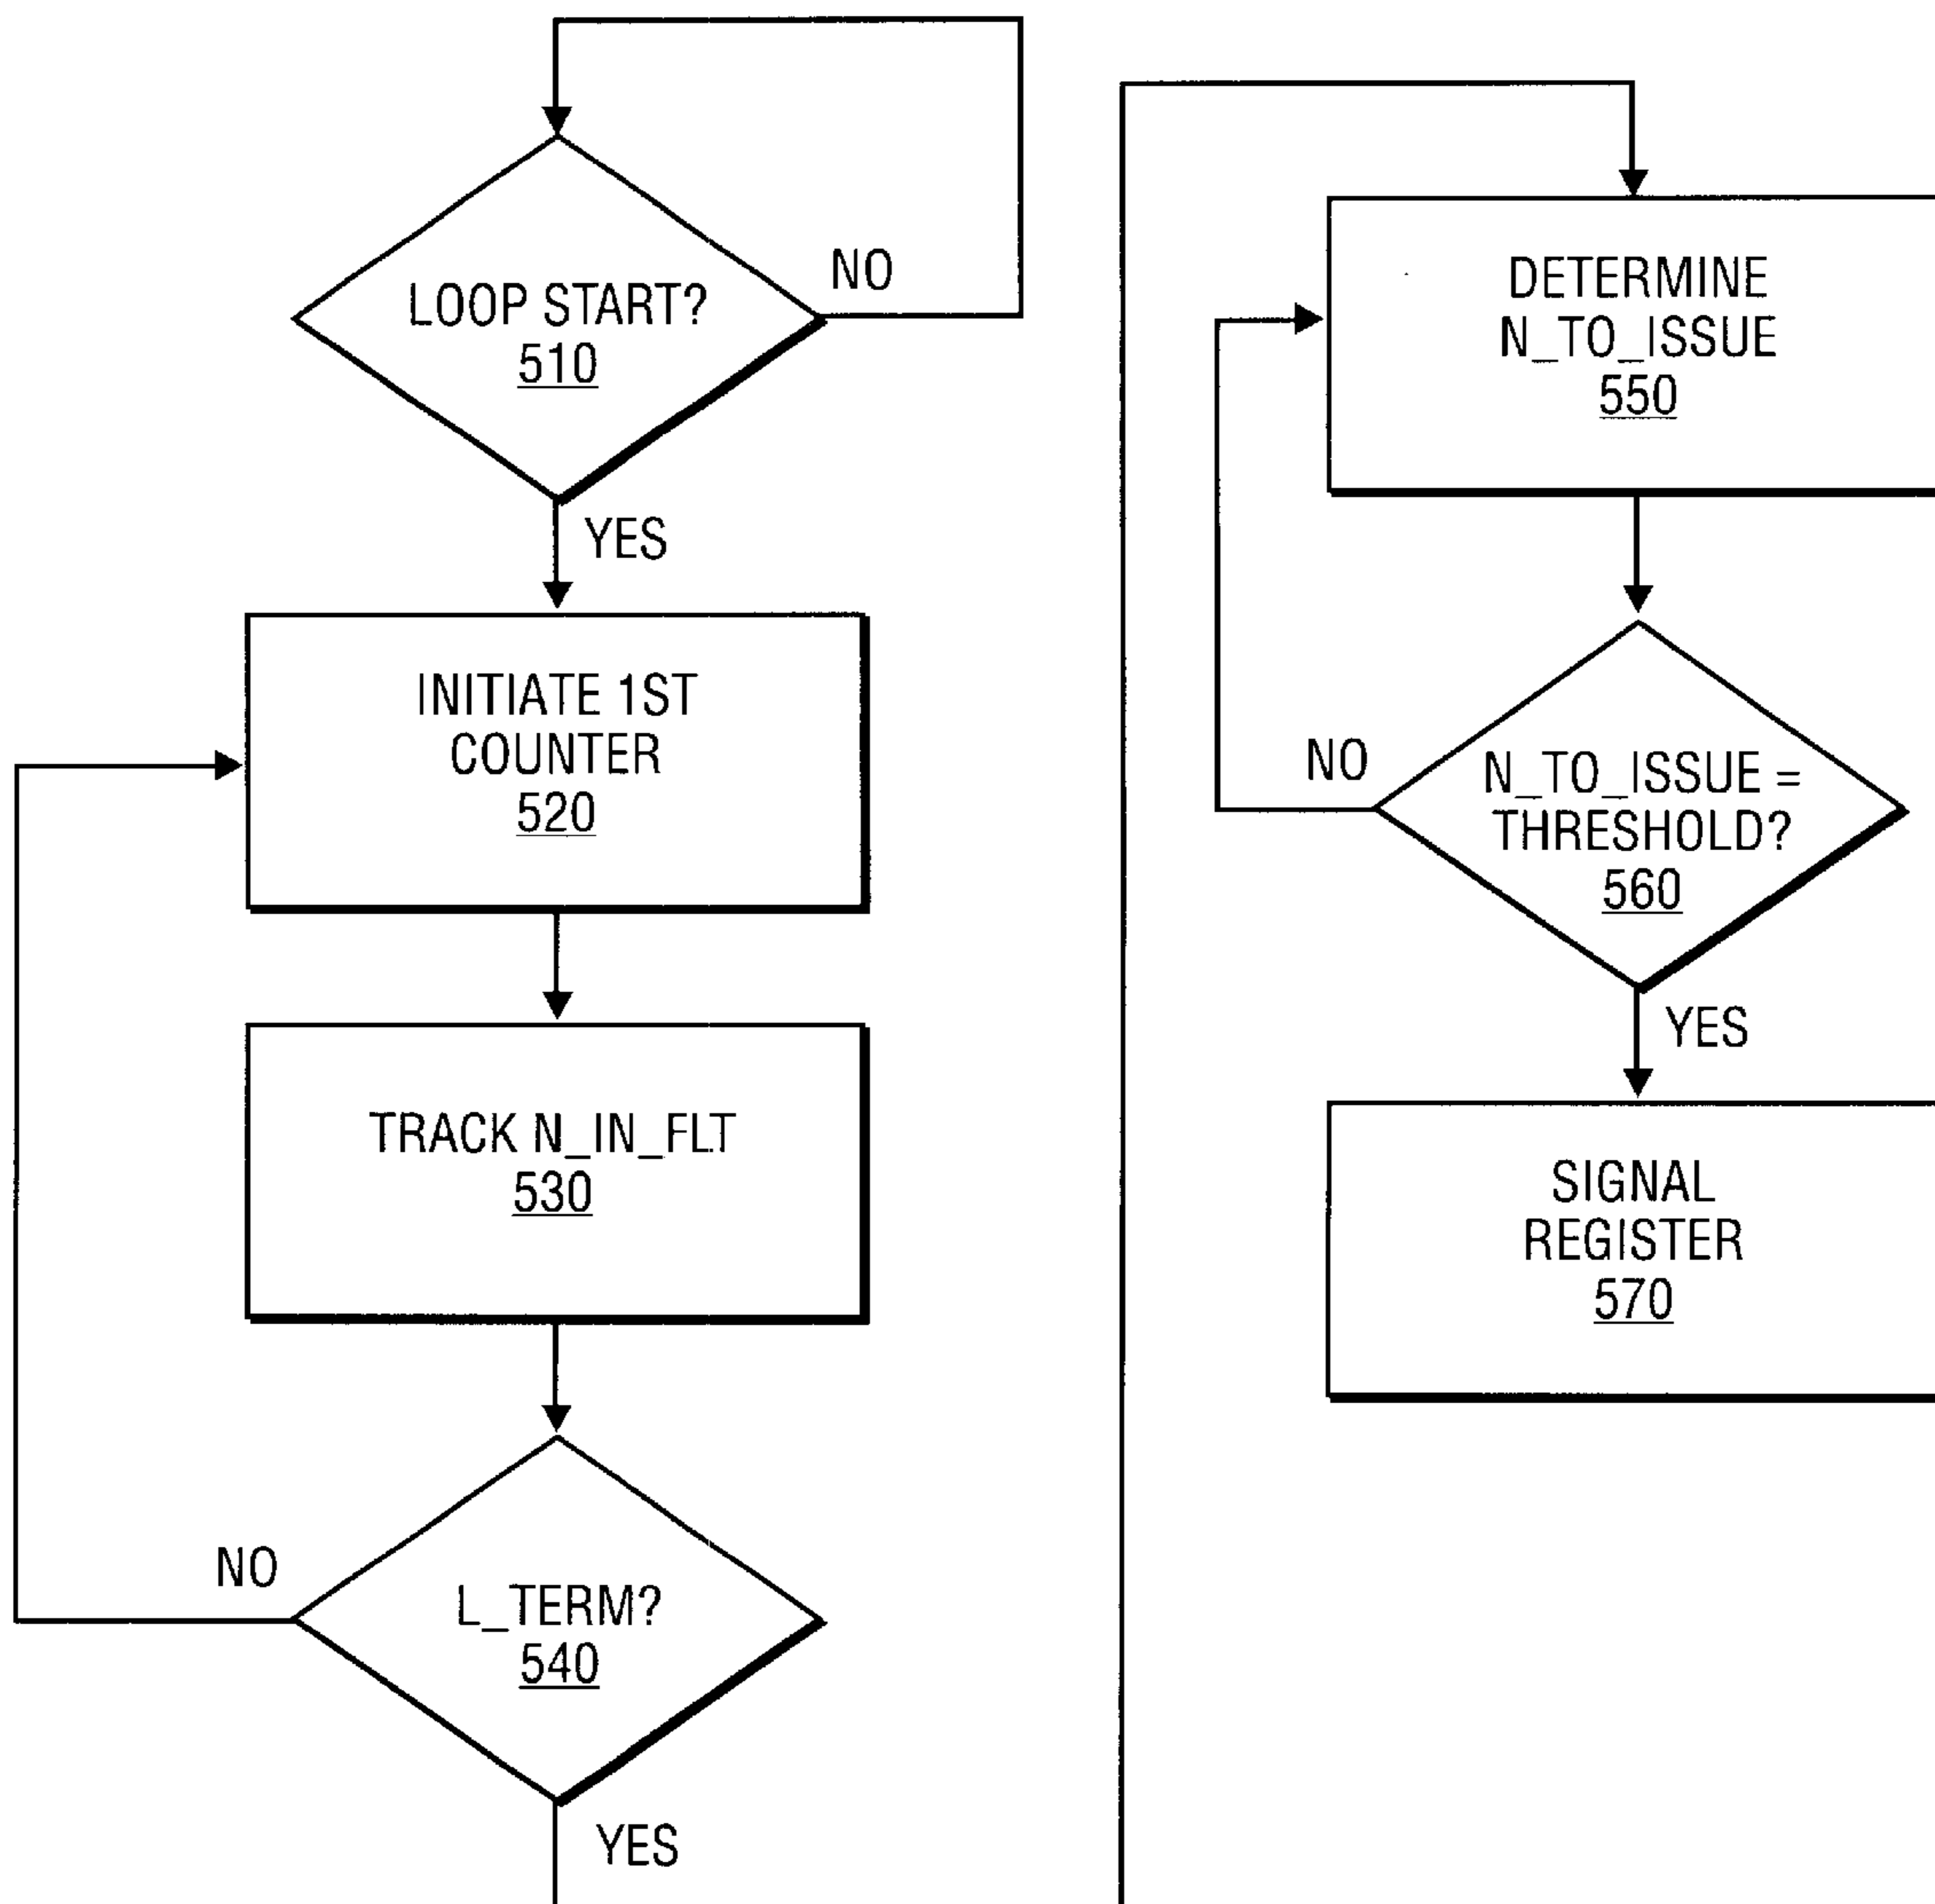 LOOP START?
510
NO
YES
INITIATE 1ST
COUNTER
520
TRACK N_IN_FLT
530
NO
L_TERM?
540
YES
DETERMINE
N_TO_ISSUE
550
NO
N_TO_ISSUE =
THRESHOLD?
560
YES
SIGNAL
REGISTER
570